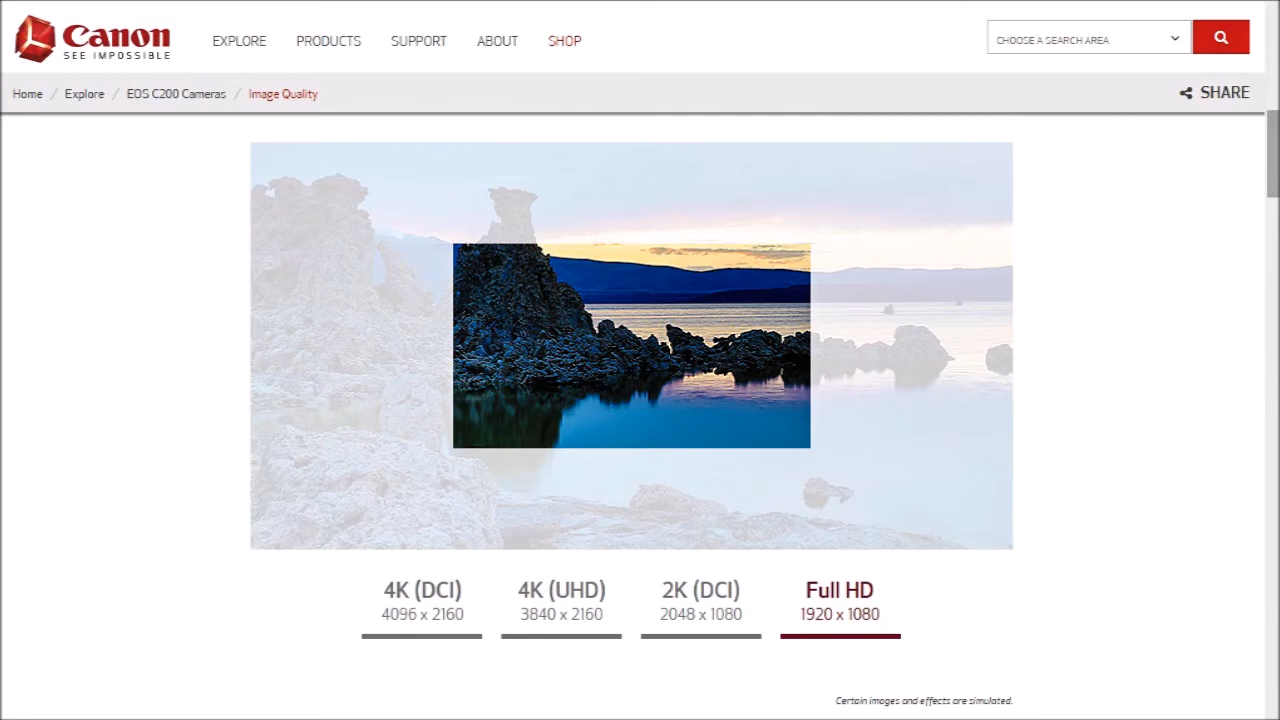 Canon
SEE IMPOSSIBLE
EXPLORE PRODUCTS SUPPORT ABOUT SHOP
CHOOSE A SEARCH AREA
Home / Explore / EOS C200 Cameras / Image Quality
SHARE
4K (DCI)
4096 x 2160
4K (UHD)
3840 x 2160
2K (DCI)
2048 x 1080
Full HD
1920 x 1080
Certain images and effects are simulated.